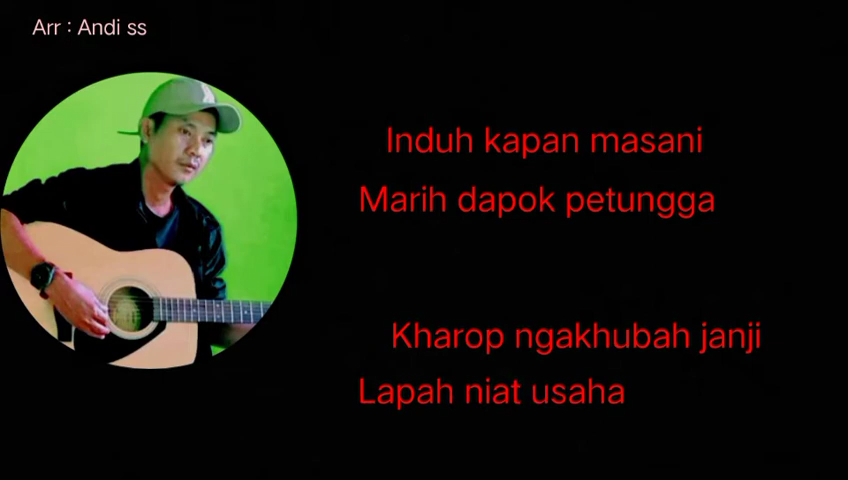 Arr : Andi ss
Induh kapan masani
Marih dapok petungga
Kharop ngakhubah janji
Lapah niat usaha